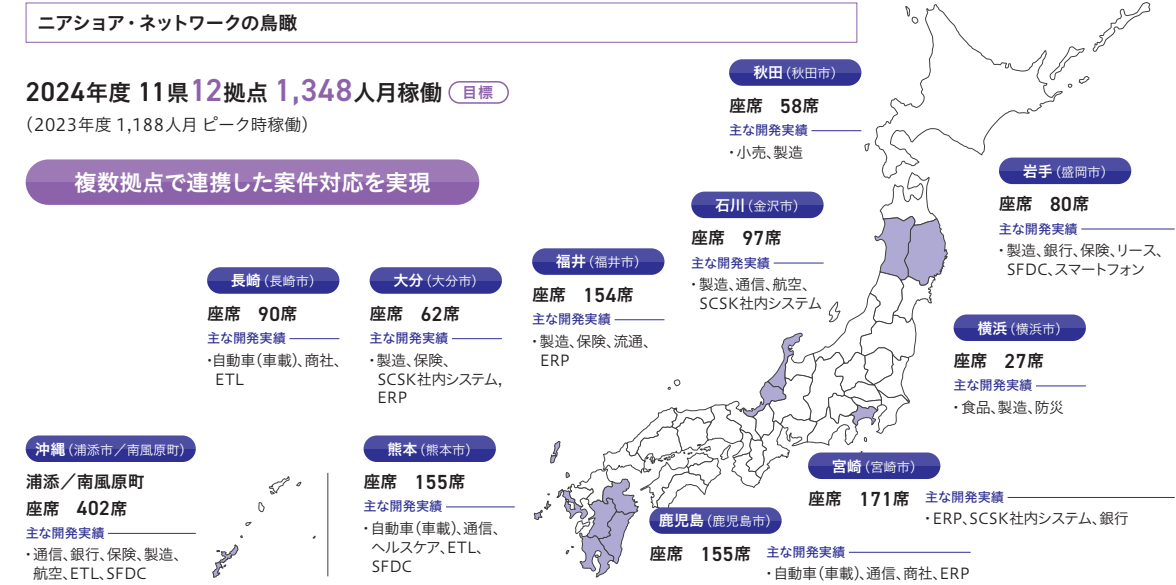 ニアショア・ネットワークの鳥瞰
2024年度 11県12拠点 1,348人月稼働 目標
（2023年度 1,188人月 ピーク時稼働）
複数拠点で連携した案件対応を実現
秋田（秋田市）
座席 58席
主な開発実績
・小売、製造
岩手（盛岡市）
座席 80席
主な開発実績
・製造、銀行、保険、リース、
SFDC、スマートフォン
石川（金沢市）
座席 97席
主な開発実績
・製造、通信、航空、
SCSK社内システム
福井（福井市）
座席 154席
主な開発実績
・製造、保険、流通、
ERP
長崎（長崎市）
座席 90席
主な開発実績
・自動車（車載）、商社、
ETL
大分（大分市）
座席 62席
主な開発実績
・製造、保険、
SCSK社内システム,
ERP
横浜（横浜市）
座席 27席
主な開発実績
・食品、製造、防災
沖縄（浦添市／南風原町）
浦添／南風原町
座席 402席
主な開発実績
・通信、銀行、保険、製造、
航空、ETL、SFDC
熊本（熊本市）
座席 155席
主な開発実績
・自動車（車載）、通信、
ヘルスケア、ETL、
SFDC
宮崎（宮崎市）
座席 171席 主な開発実績
・ERP、SCSK社内システム、銀行
鹿児島（鹿児島市）
座席 155席 主な開発実績
・自動車（車載）、通信、商社、ERP